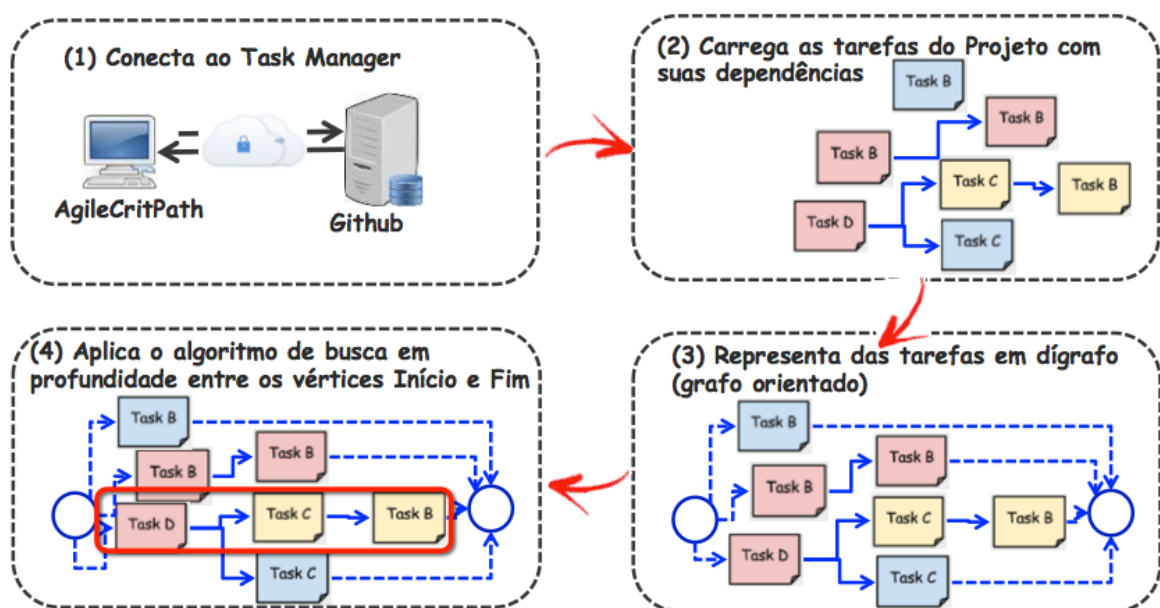 (1) Conecta ao Task Manager
AgileCritPath
Github
(2) Carrega as tarefas do Projeto com
suas dependências
Task B
Task B
Task B
Task C
Task B
Task D
Task C
(3) Representa das tarefas em dígrafo
(grafo orientado)
Task B
Task B
Task B
Task C
Task B
Task D
Task C
(4) Aplica o algoritmo de busca em
profundidade entre os vértices Início e Fim
Task B
Task B
Task B
Task D
Task C
Task B
Task C